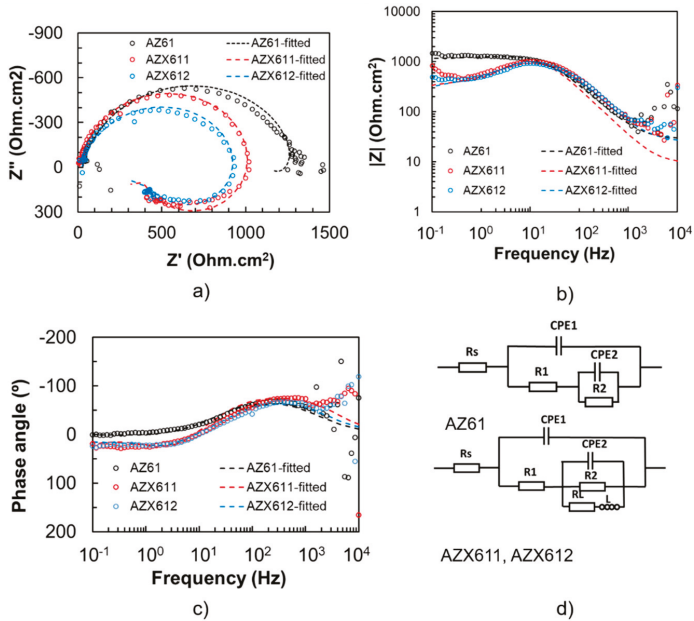 a)
-900
-600
-300
0
300
0 500 1000 1500
Z'' (Ohm.cm2)
Z' (Ohm.cm²)
AZ61 AZ61-fitted
AZX611 AZX611-fitted
AZX612 AZX612-fitted
a)
b)
10000
1000
100
10
1
10⁻¹ 10⁰ 10¹ 10² 10³ 10⁴
|Z| (Ohm.cm²)
Frequency (Hz)
AZ61 AZ61-fitted
AZX611 AZX611-fitted
AZX612 AZX612-fitted
b)
c)
-200
-100
0
100
200
10⁻¹ 10⁰ 10¹ 10² 10³ 10⁴
Phase angle (°)
Frequency (Hz)
AZ61 AZ61-fitted
AZX611 AZX611-fitted
AZX612 AZX612-fitted
c)
d)
CPE1
Rs
CPE2
R1
R2
AZ61
CPE1
CPE2
Rs
R1
R2
RL
L
AZX611, AZX612
d)